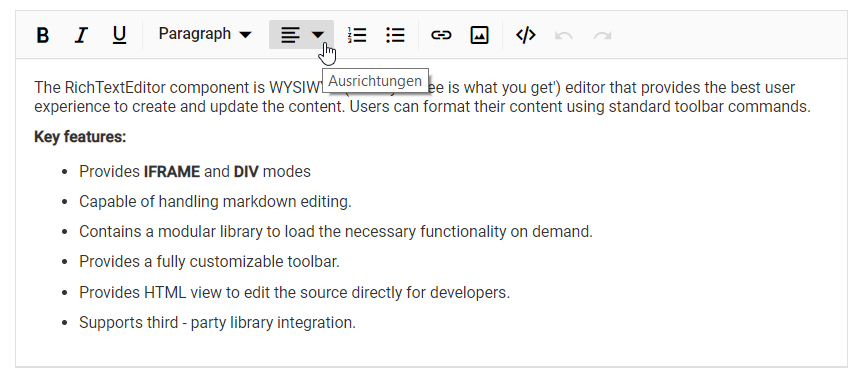 B I U Paragraph
Ausrichtungen
The RichTextEditor component is WYSIW ee is what you get') editor that provides the best user
experience to create and update the content. Users can format their content using standard toolbar commands.
Key features:
• Provides IFRAME and DIV modes
• Capable of handling markdown editing.
• Contains a modular library to load the necessary functionality on demand.
• Provides a fully customizable toolbar.
• Provides HTML view to edit the source directly for developers.
• Supports third - party library integration.